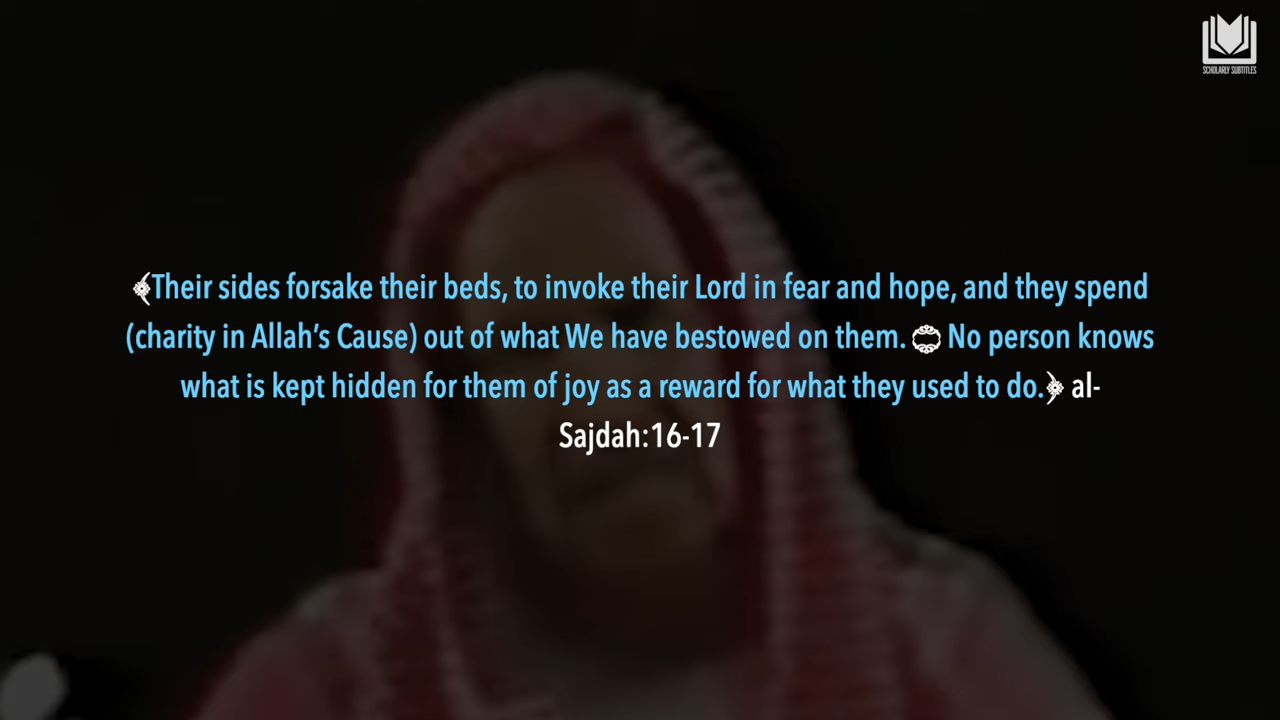 SCHOLARLY SUBTITLES
﴾Their sides forsake their beds, to invoke their Lord in fear and hope, and they spend
(charity in Allah’s Cause) out of what We have bestowed on them. ۝ No person knows
what is kept hidden for them of joy as a reward for what they used to do.﴿ al-
Sajdah:16-17